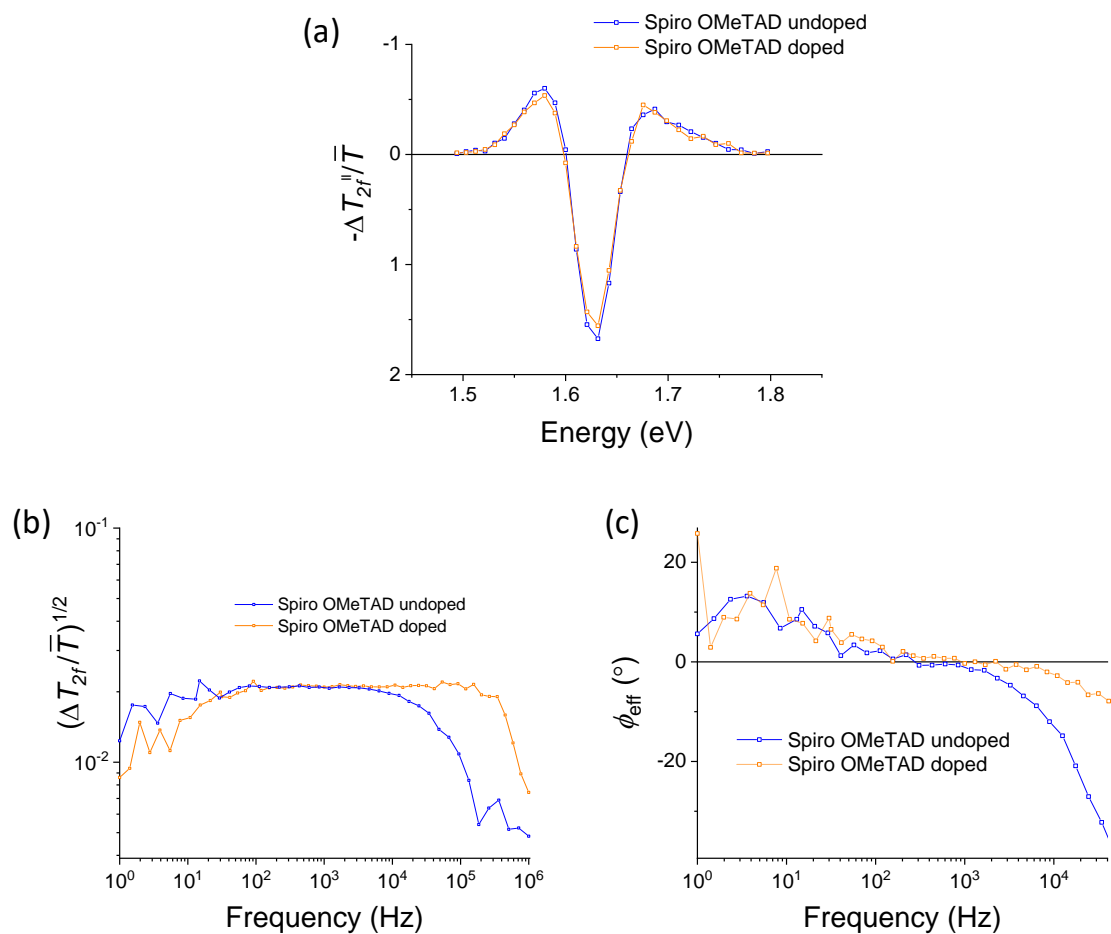 (a)
Spiro OMeTAD undoped
Spiro OMeTAD doped
-1
0
1
2
-ΔT2f''/T̅
1.5 1.6 1.7 1.8
Energy (eV)
(b)
10⁻¹
10⁻²
(ΔT2f/T̅)^1/2
Spiro OMeTAD undoped
Spiro OMeTAD doped
10⁰ 10¹ 10² 10³ 10⁴ 10⁵ 10⁶
Frequency (Hz)
(c)
20
0
-20
ϕeff (°)
Spiro OMeTAD undoped
Spiro OMeTAD doped
10⁰ 10¹ 10² 10³ 10⁴
Frequency (Hz)